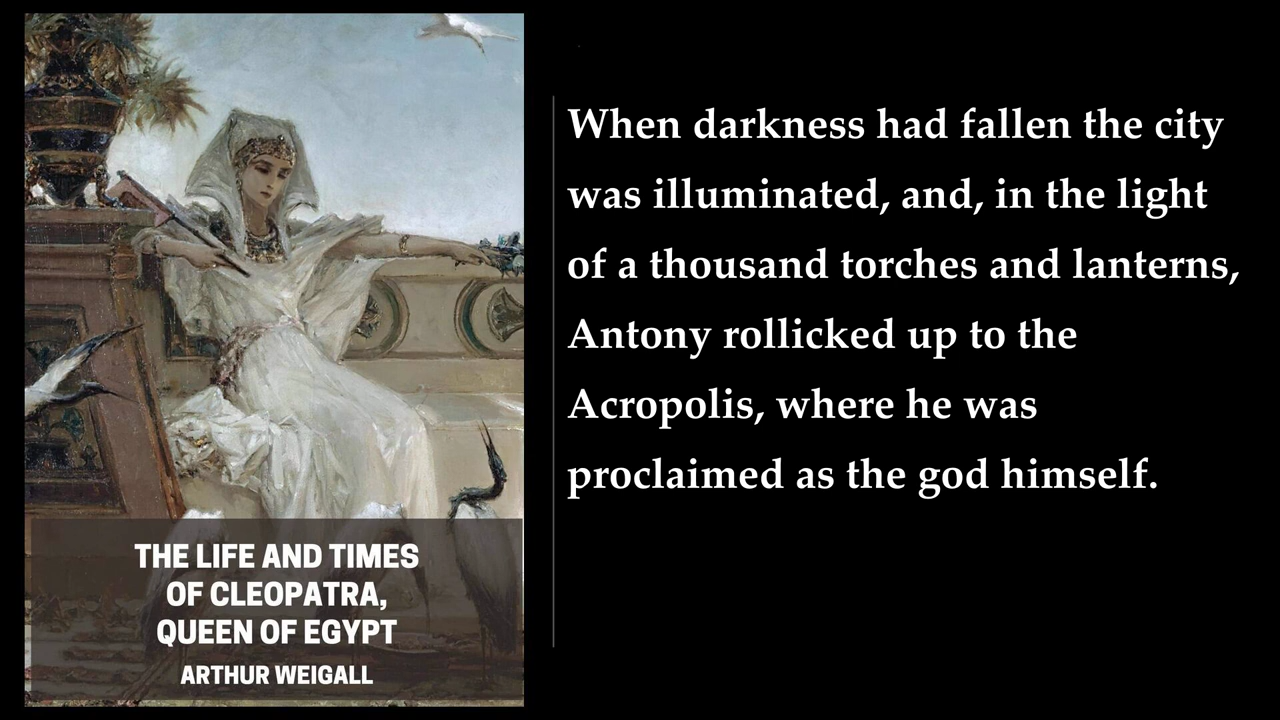 When darkness had fallen the city
was illuminated, and, in the light
of a thousand torches and lanterns,
Antony rollicked up to the
Acropolis, where he was
proclaimed as the god himself.
THE LIFE AND TIMES
OF CLEOPATRA,
QUEEN OF EGYPT
ARTHUR WEIGALL